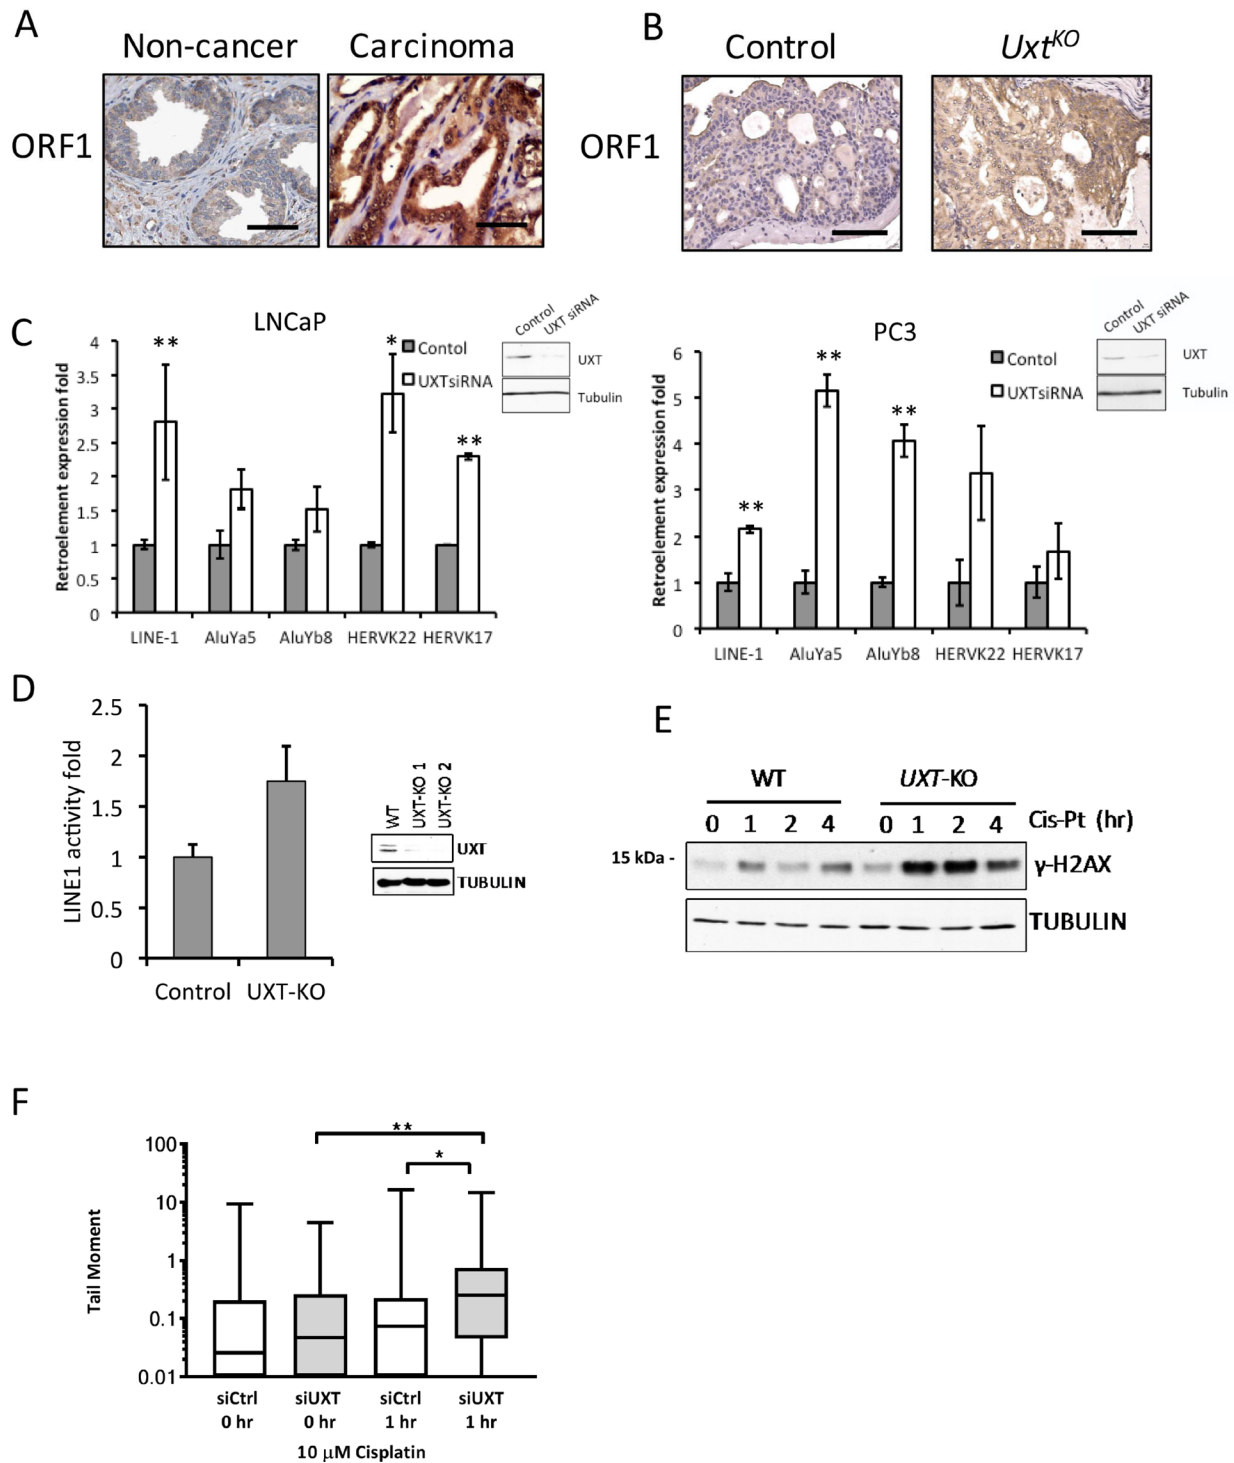 A
Non-cancer
Carcinoma
ORF1
B
Control
Uxt^KO
ORF1
C
LNCaP
Retroelement expression fold
4
3.5
3
2.5
2
1.5
1
0.5
0
**
*
**
Contol
UXTsiRNA
Control
UXT siRNA
UXT
Tubulin
LINE-1 AluYa5 AluYb8 HERVK22 HERVK17
PC3
Retroelement expression fold
6
5
4
3
2
1
0
**
**
**
Contol
UXTsiRNA
Control
UXT siRNA
UXT
Tubulin
LINE-1 AluYa5 AluYb8 HERVK22 HERVK17
D
LINE1 activity fold
2.5
2
1.5
1
0.5
0
Control UXT-KO
WT
UXT-KO 1
UXT-KO 2
UXT
TUBULIN
E
WT UXT-KO
0 1 2 4 0 1 2 4 Cis-Pt (hr)
15 kDa -
γ-H2AX
TUBULIN
F
Tail Moment
100
10
1
0.1
0.01
**
*
siCtrl siUXT siCtrl siUXT
0 hr 0 hr 1 hr 1 hr
10 μM Cisplatin